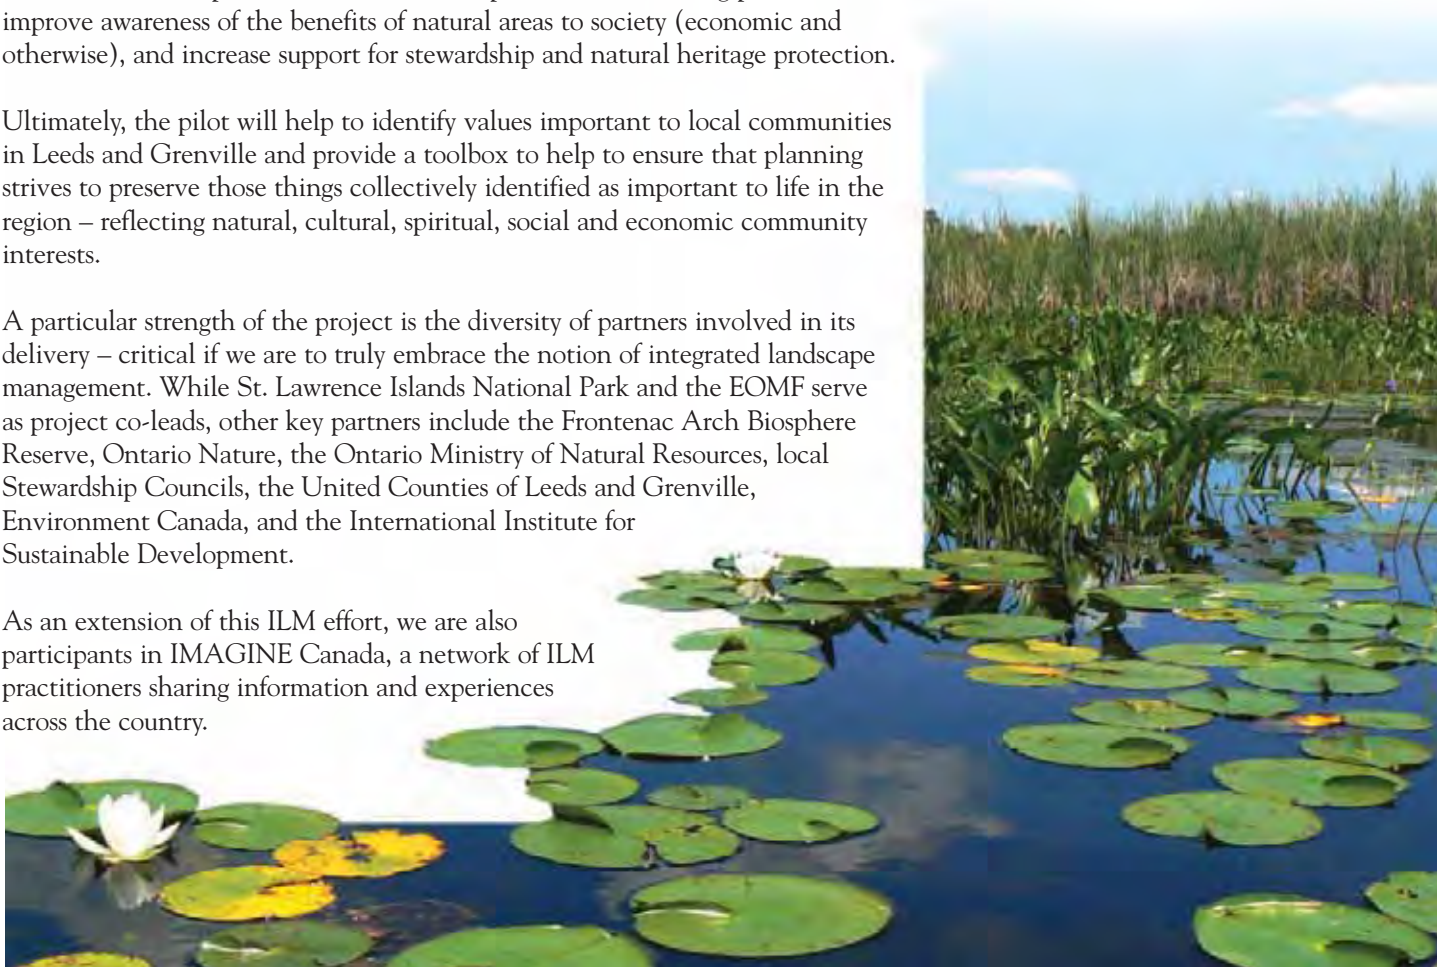 improve awareness of the benefits of natural areas to society (economic and
otherwise), and increase support for stewardship and natural heritage protection.
Ultimately, the pilot will help to identify values important to local communities
in Leeds and Grenville and provide a toolbox to help to ensure that planning
strives to preserve those things collectively identified as important to life in the
region – reflecting natural, cultural, spiritual, social and economic community
interests.
A particular strength of the project is the diversity of partners involved in its
delivery – critical if we are to truly embrace the notion of integrated landscape
management. While St. Lawrence Islands National Park and the EOMF serve
as project co-leads, other key partners include the Frontenac Arch Biosphere
Reserve, Ontario Nature, the Ontario Ministry of Natural Resources, local
Stewardship Councils, the United Counties of Leeds and Grenville,
Environment Canada, and the International Institute for
Sustainable Development.
As an extension of this ILM effort, we are also
participants in IMAGINE Canada, a network of ILM
practitioners sharing information and experiences
across the country.